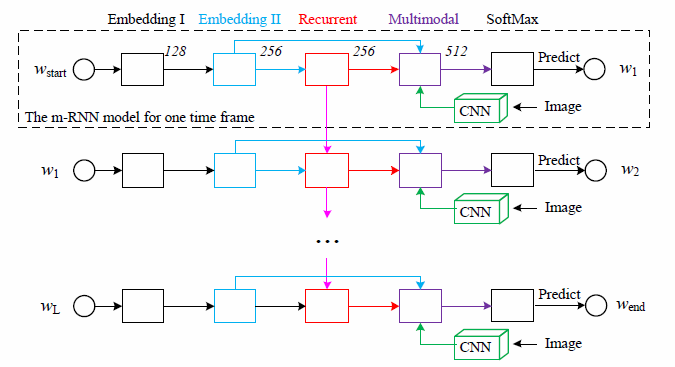 Embedding I Embedding II Recurrent Multimodal SoftMax
128 256 256 512
w_start Predict w_1
CNN Image
The m-RNN model for one time frame
w_1 Predict w_2
CNN Image
...
w_L Predict w_end
CNN Image